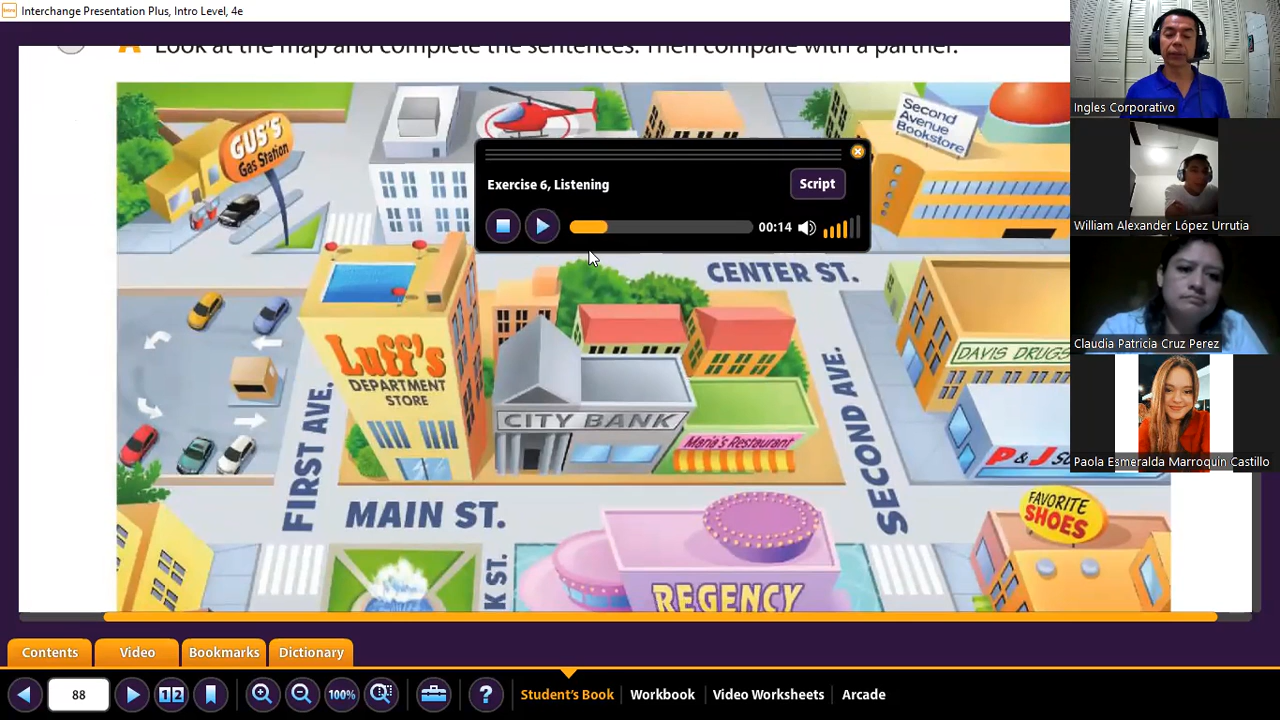 Interchange Presentation Plus, Intro Level, 4e
A Look at the map and complete the sentences. Then compare with a partner.
GUS'S
Gas Station
Second
Avenue
Bookstore
Exercise 6, Listening
Script
00:14
CENTER ST.
Luff's
DEPARTMENT
STORE
CITY BANK
Maria's Restaurant
DAVIS DRUGS
P & J
FIRST AVE.
SECOND AVE.
MAIN ST.
FAVORITE
SHOES
K ST.
REGENCY
Ingles Corporativo
William Alexander López Urrutia
Claudia Patricia Cruz Perez
Paola Esmeralda Marroquin Castillo
Contents
Video
Bookmarks
Dictionary
88
1 2
100%
?
Student's Book
Workbook
Video Worksheets
Arcade